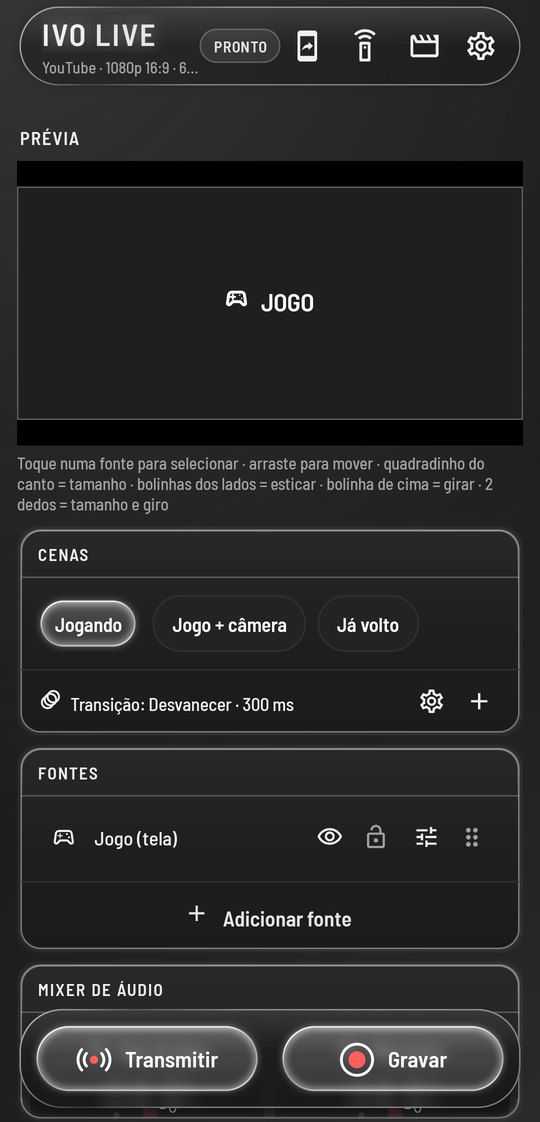 IVO LIVE
YouTube · 1080p 16:9 · 6...
PRONTO
PRÉVIA
JOGO
Toque numa fonte para selecionar · arraste para mover · quadradinho do
canto = tamanho · bolinhas dos lados = esticar · bolinha de cima = girar · 2
dedos = tamanho e giro
CENAS
Jogando
Jogo + câmera
Já volto
Transição: Desvanecer · 300 ms
FONTES
Jogo (tela)
Adicionar fonte
MIXER DE ÁUDIO
Transmitir
Gravar